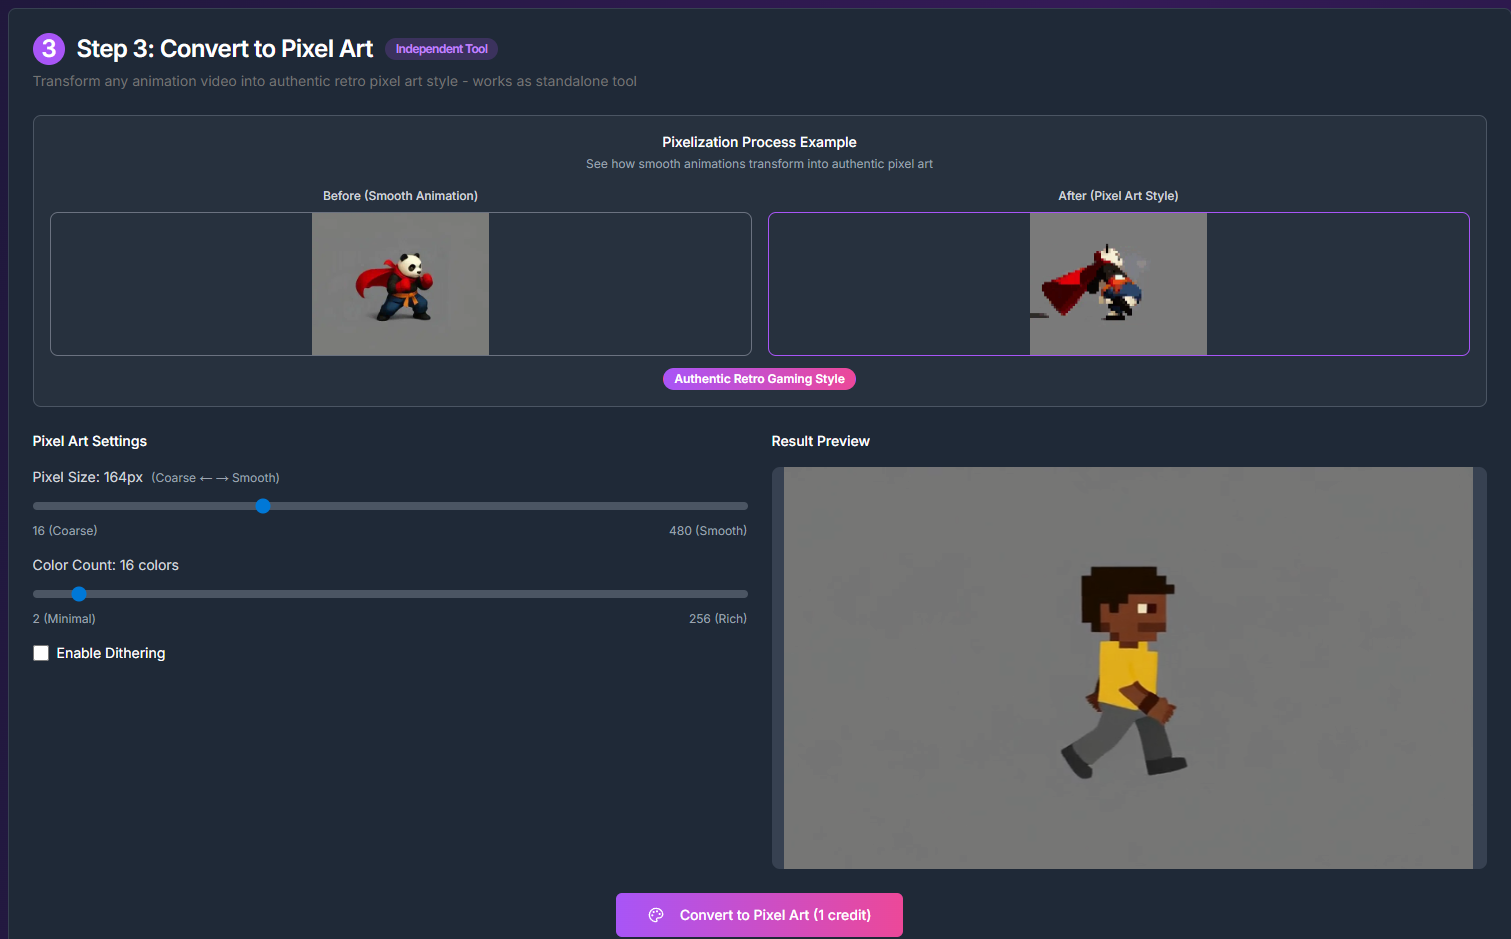 3 Step 3: Convert to Pixel Art Independent Tool
Transform any animation video into authentic retro pixel art style - works as standalone tool
Pixelization Process Example
See how smooth animations transform into authentic pixel art
Before (Smooth Animation)
After (Pixel Art Style)
Authentic Retro Gaming Style
Pixel Art Settings
Pixel Size: 164px (Coarse ←→ Smooth)
16 (Coarse)
480 (Smooth)
Color Count: 16 colors
2 (Minimal)
256 (Rich)
Enable Dithering
Result Preview
Convert to Pixel Art (1 credit)